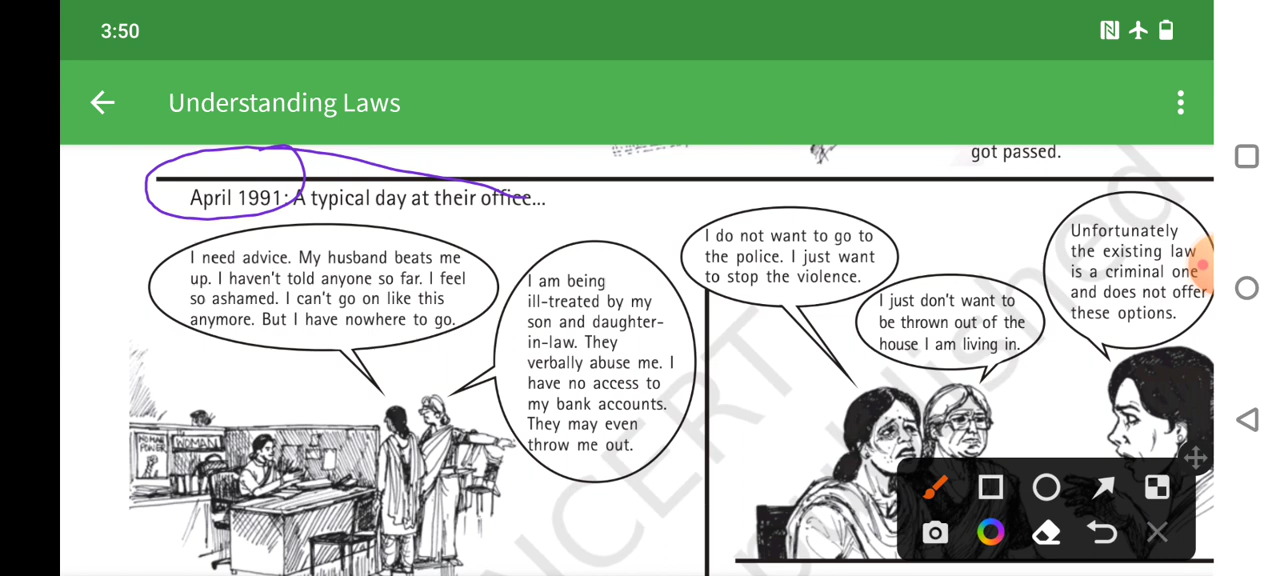 3:50
Understanding Laws
got passed.
April 1991: A typical day at their office...
I need advice. My husband beats me
up. I haven't told anyone so far. I feel
so ashamed. I can't go on like this
anymore. But I have nowhere to go.
I am being
ill-treated by my
son and daughter-
in-law. They
verbally abuse me. I
have no access to
my bank accounts.
They may even
throw me out.
I do not want to go to
the police. I just want
to stop the violence.
I just don't want to
be thrown out of the
house I am living in.
Unfortunately
the existing law
is a criminal one
and does not offer
these options.
WOMAN
POWER
WOMAN
NCERT
published